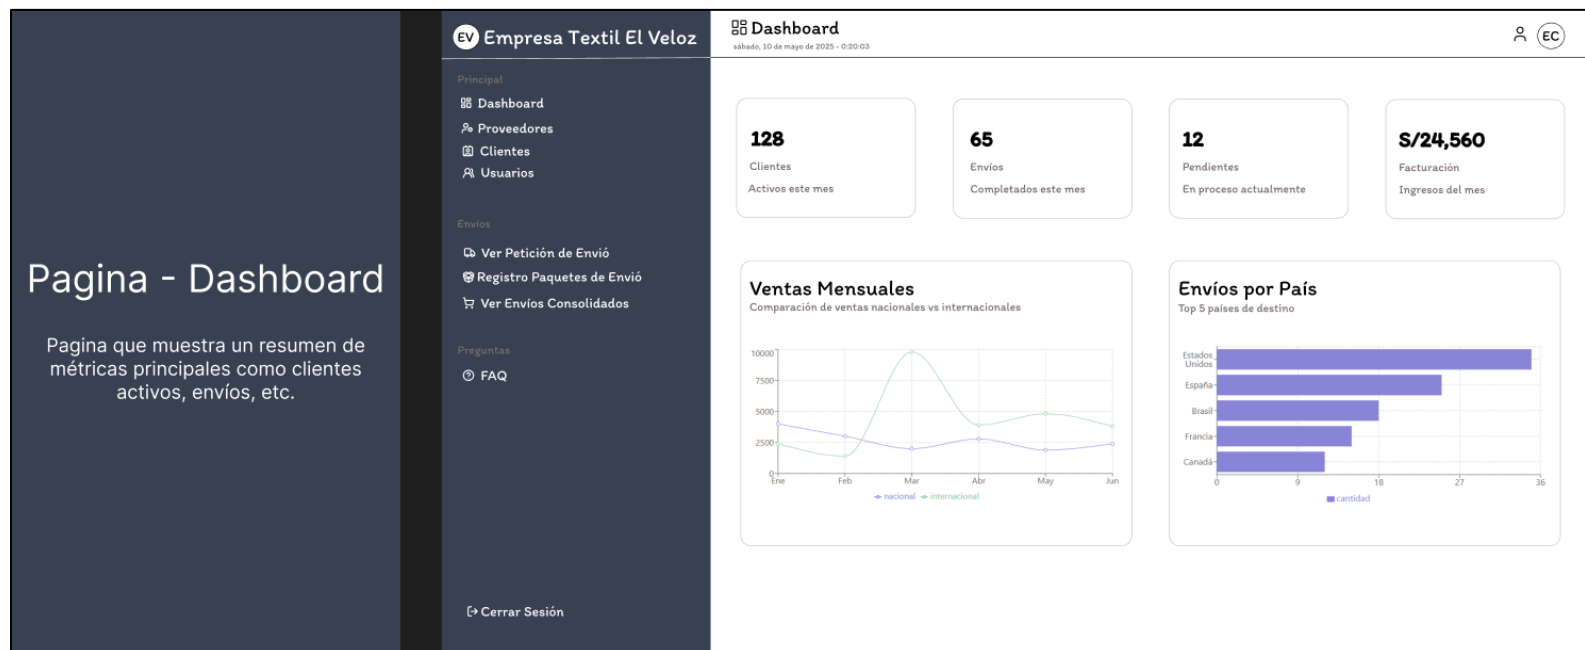 Pagina - Dashboard
Pagina que muestra un resumen de
métricas principales como clientes
activos, envíos, etc.
EV Empresa Textil El Veloz
Principal
Dashboard
Proveedores
Clientes
Usuarios
Envios
Ver Petición de Envió
Registro Paquetes de Envió
Ver Envíos Consolidados
Preguntas
FAQ
Cerrar Sesión
Dashboard
sábado, 10 de mayo de 2025 - 0:20:03
EC
128
Clientes
Activos este mes
65
Envíos
Completados este mes
12
Pendientes
En proceso actualmente
S/24,560
Facturación
Ingresos del mes
Ventas Mensuales
Comparación de ventas nacionales vs internacionales
10000
7500
5000
2500
0
Ene Feb Mar Abr May Jun
nacional internacional
Envíos por País
Top 5 países de destino
Estados
Unidos
España
Brasil
Francia
Canadá
0 9 18 27 36
cantidad